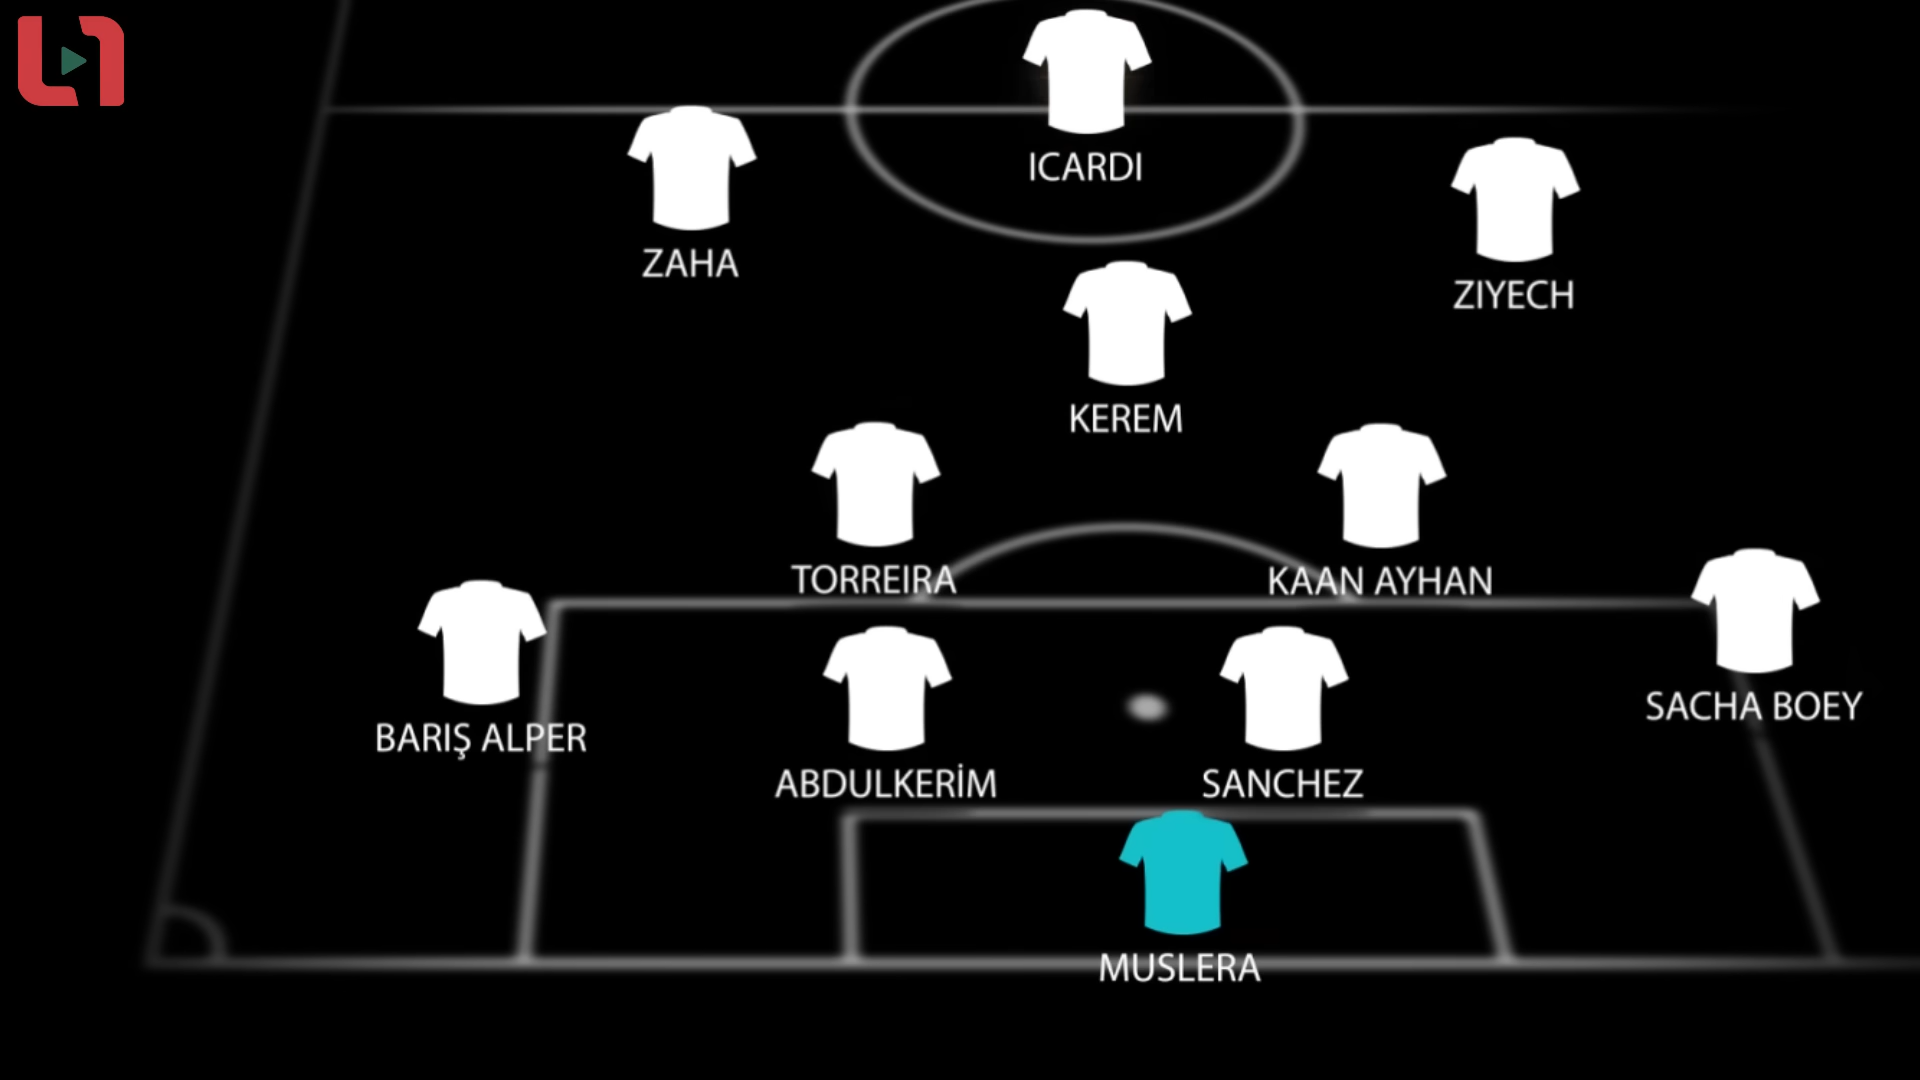 ICARDI
ZAHA
ZIYECH
KEREM
TORREIRA
KAAN AYHAN
BARIŞ ALPER
SACHA BOEY
ABDULKERİM
SANCHEZ
MUSLERA